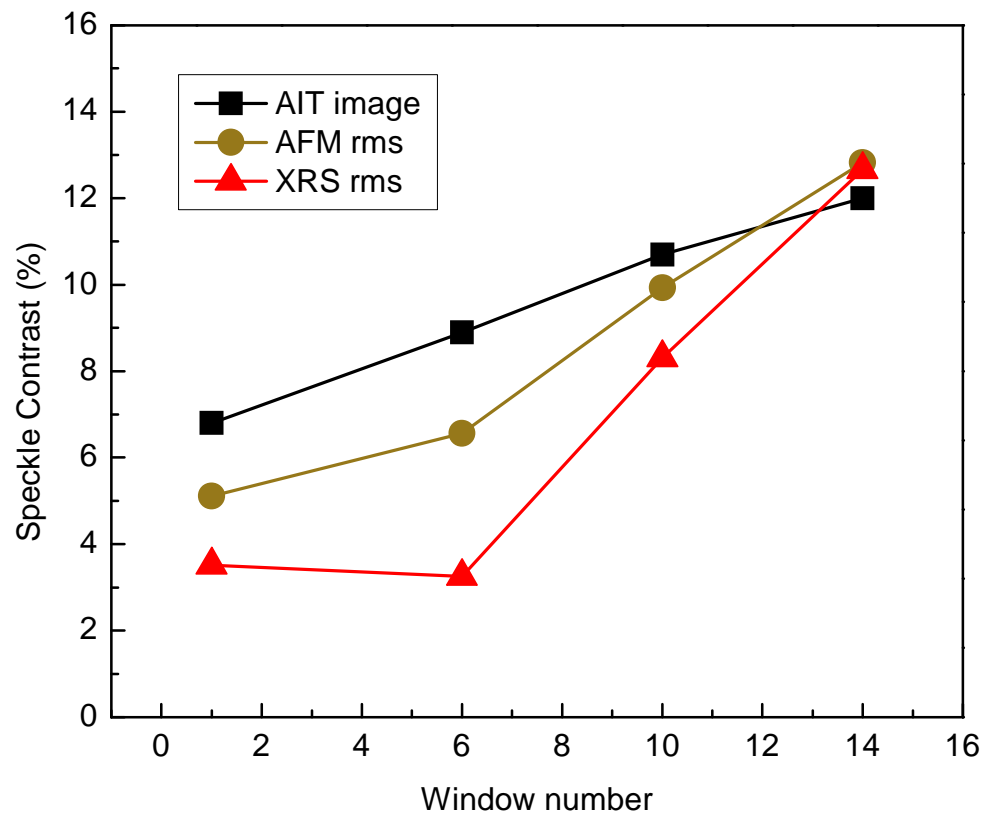 16
14
12
10
8
6
4
2
0
Speckle Contrast (%)
AIT image
AFM rms
XRS rms
0 2 4 6 8 10 12 14 16
Window number